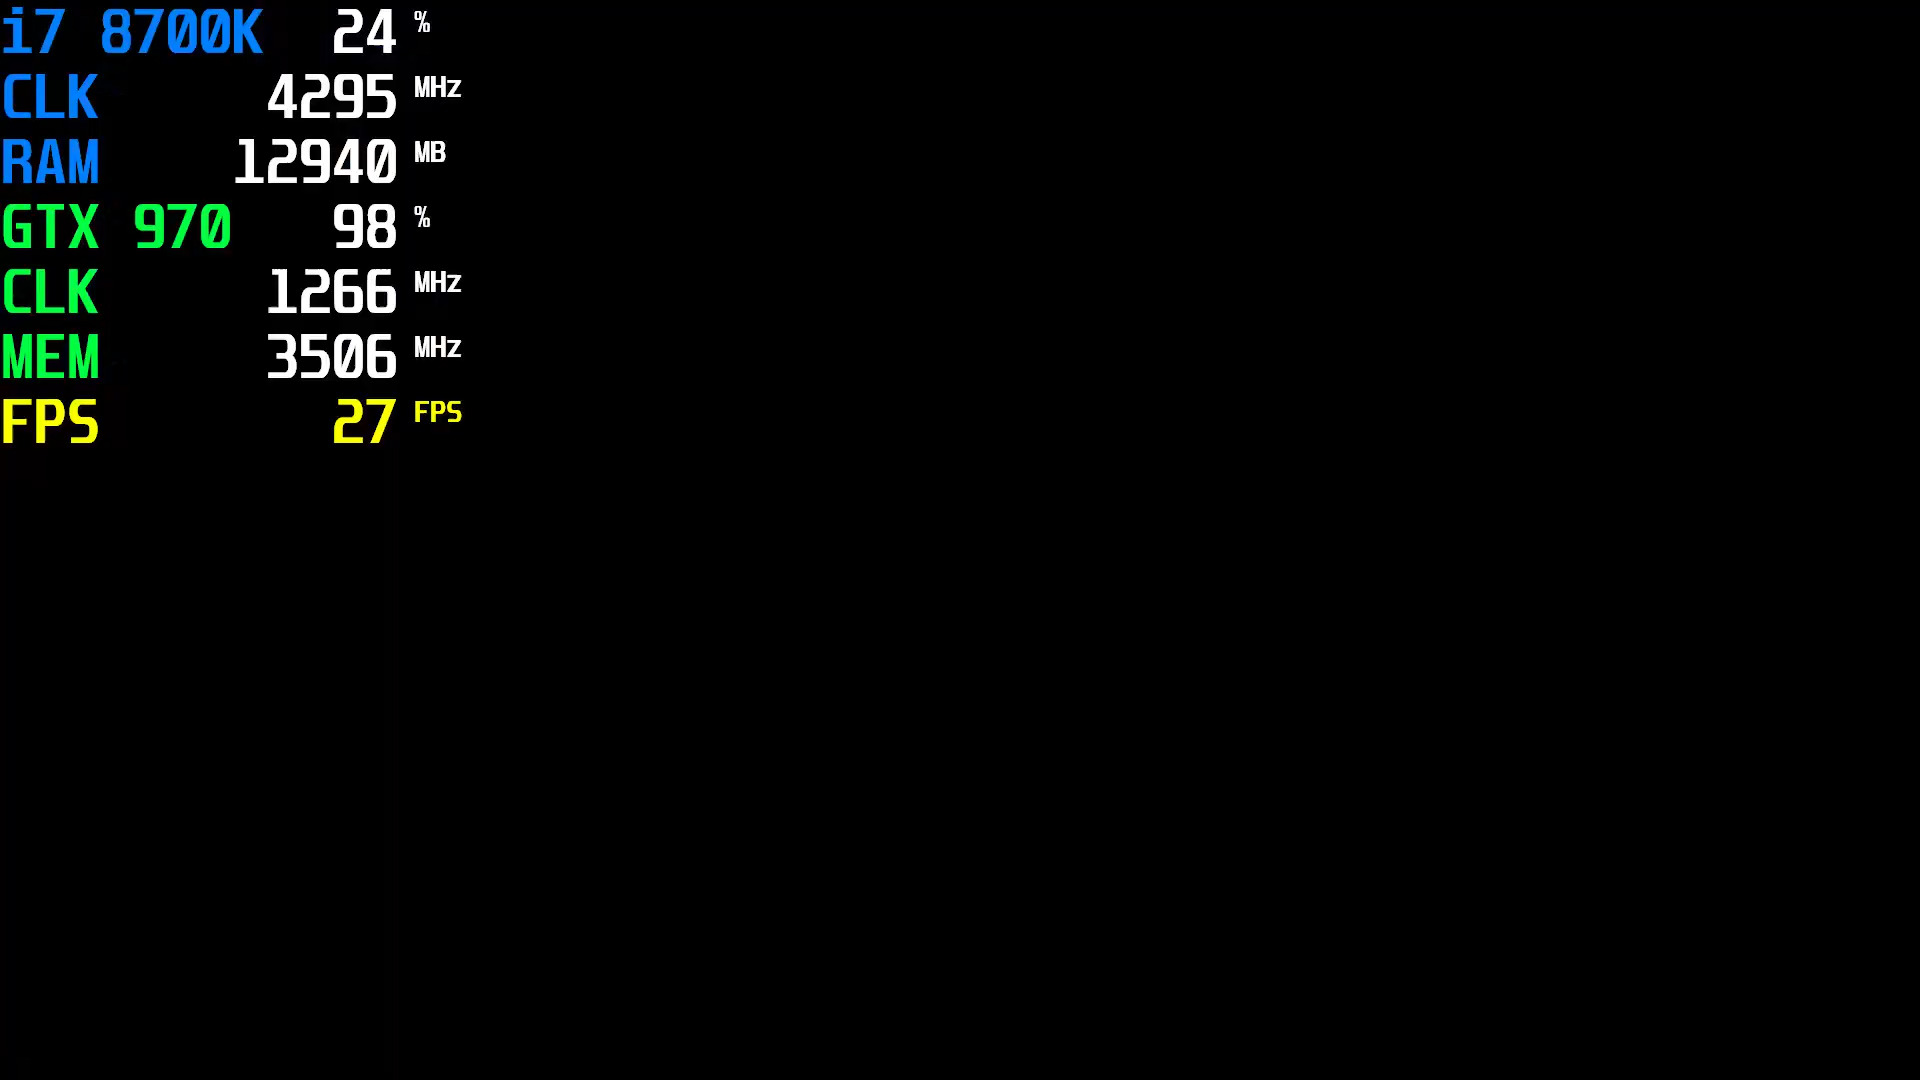 i7 8700K 24 %
CLK 4295 MHz
RAM 12940 MB
GTX 970 98 %
CLK 1266 MHz
MEM 3506 MHz
FPS 27 FPS